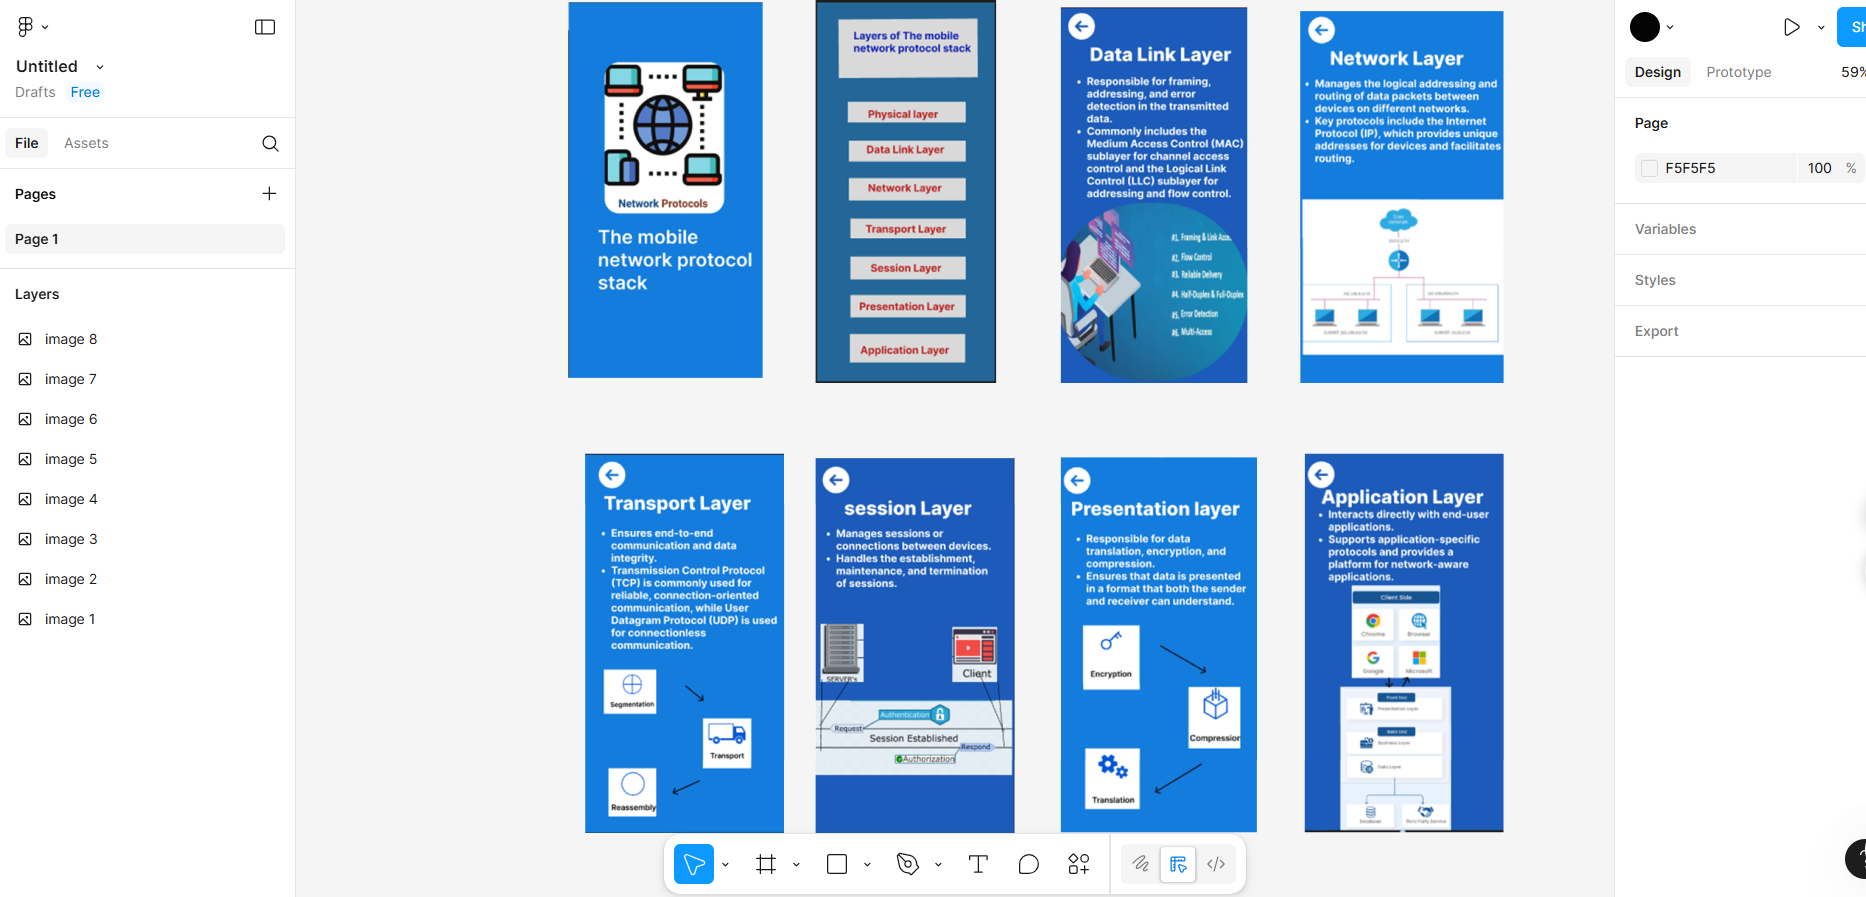 Untitled
Drafts Free
File Assets
Pages
Page 1
Layers
image 8
image 7
image 6
image 5
image 4
image 3
image 2
image 1
Network Protocols
The mobile
network protocol
stack
Layers of The mobile
network protocol stack
Physical layer
Data Link Layer
Network Layer
Transport Layer
Session Layer
Presentation Layer
Application Layer
Data Link Layer
• Responsible for framing,
addressing, and error
detection in the transmitted
data.
• Commonly includes the
Medium Access Control (MAC)
sublayer for channel access
control and the Logical Link
Control (LLC) sublayer for
addressing and flow control.
#1. Framing & Link
#2. Flow Control
#3. Reliable Delivery
#4. Half-Duplex & Full-Duplex
#5. Error Detection
#6. Multi-Access
Network Layer
• Manages the logical addressing and
routing of data packets between
devices on different networks.
• Key protocols include the Internet
Protocol (IP), which provides unique
addresses for devices and facilitates
routing.
Transport Layer
• Ensures end-to-end
communication and data
integrity.
• Transmission Control Protocol
(TCP) is commonly used for
reliable, connection-oriented
communication, while User
Datagram Protocol (UDP) is used
for connectionless
communication.
Segmentation
Transport
Reassembly
session Layer
• Manages sessions or
connections between devices.
• Handles the establishment,
maintenance, and termination
of sessions.
SERVER's
Client
Authentication
Request
Session Established
Respond
Authorization
Presentation layer
• Responsible for data
translation, encryption, and
compression.
• Ensures that data is presented
in a format that both the sender
and receiver can understand.
Encryption
Compression
Translation
Application Layer
• Interacts directly with end-user
applications.
• Supports application-specific
protocols and provides a
platform for network-aware
applications.
Client Side
Chrome Browser
Google Microsoft
Presentation Layer
Business Layer
Data Layer
Database Third Party Service
Sh
Design Prototype 59%
Page
F5F5F5 100 %
Variables
Styles
Export